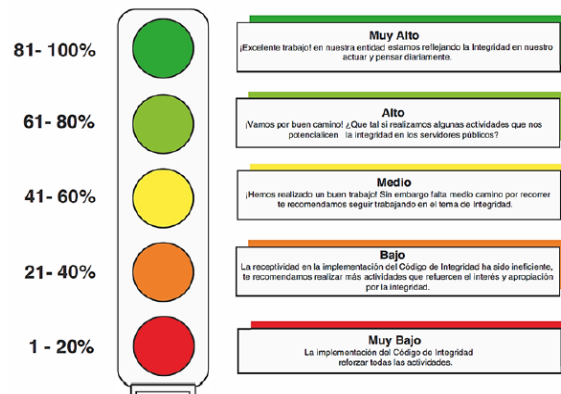 81- 100%
Muy Alto
¡Excelente trabajo! en nuestra entidad estamos reflejando la Integridad en nuestro
actuar y pensar diariamente.
61- 80%
Alto
¡Vamos por buen camino! ¿Que tal si realizamos algunas actividades que nos
potencialicen la integridad en los servidores públicos?
41- 60%
Medio
¡Hemos realizado un buen trabajo! Sin embargo falta medio camino por recorrer
te recomendamos seguir trabajando en el tema de Integridad.
21- 40%
Bajo
La receptividad en la implementación del Código de Integridad ha sido ineficiente,
te recomendamos realizar más actividades que refuercen el interés y apropiación
por la integridad.
1 - 20%
Muy Bajo
La implementación del Código de Integridad
reforzar todas las actividades.